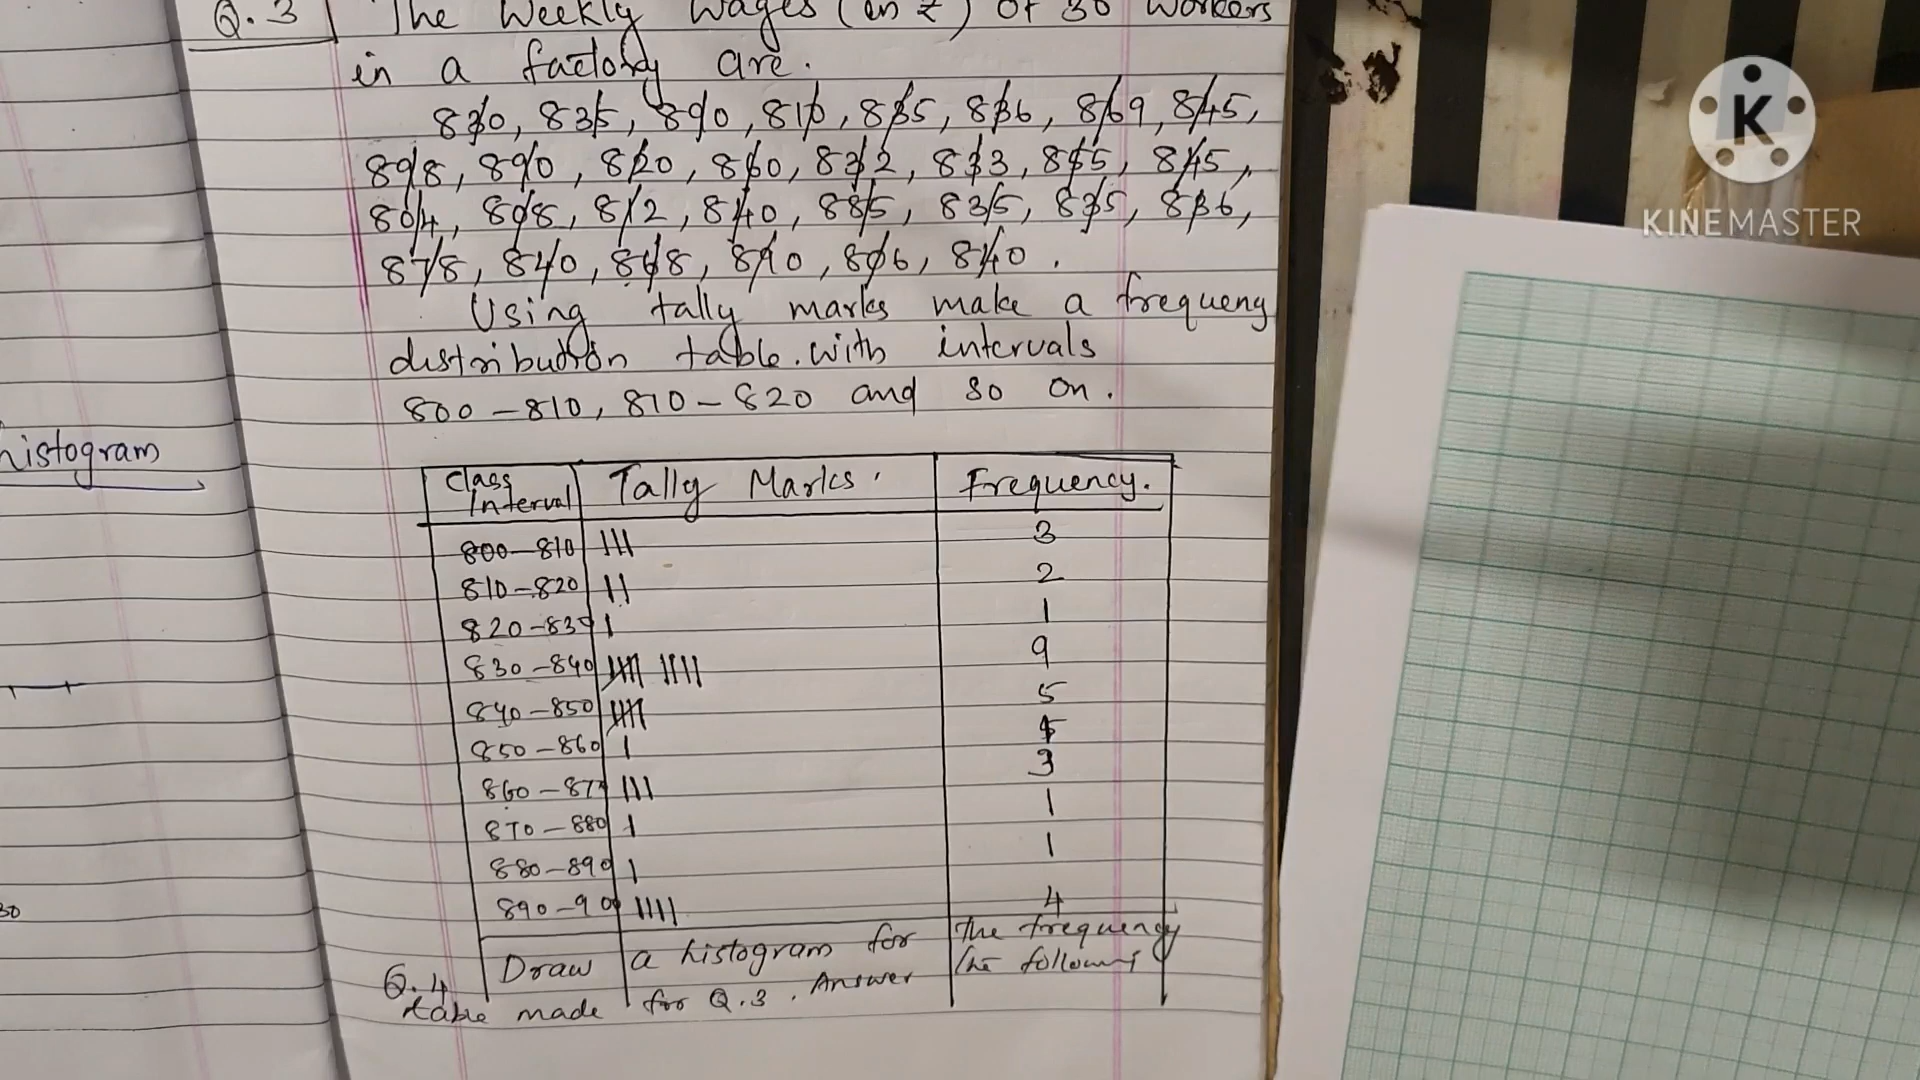 Q.3 The Weekly Wages (in ₹) of 30 workers
in a factory are.
830, 835, 890, 810, 835, 836, 869, 845,
898, 890, 820, 860, 832, 833, 855, 845,
804, 808, 812, 840, 885, 835, 835, 836,
878, 840, 868, 890, 806, 840.
Using tally marks make a frequeny
distribution table. with intervals
800 - 810, 810 - 820 and so on.
histogram
Class Interval Tally Marks. Frequency.
800-810 ||| 3
810-820 || 2
820-830 | 1
830-840 |||| |||| 9
840-850 |||| 5
850-860 | 1
860-870 ||| 3
870-880 | 1
880-890 | 1
890-90 |||| 4
Q.4 Draw a histogram for the frequency
table made for Q.3. Answer the following
30
K
KINEMASTER